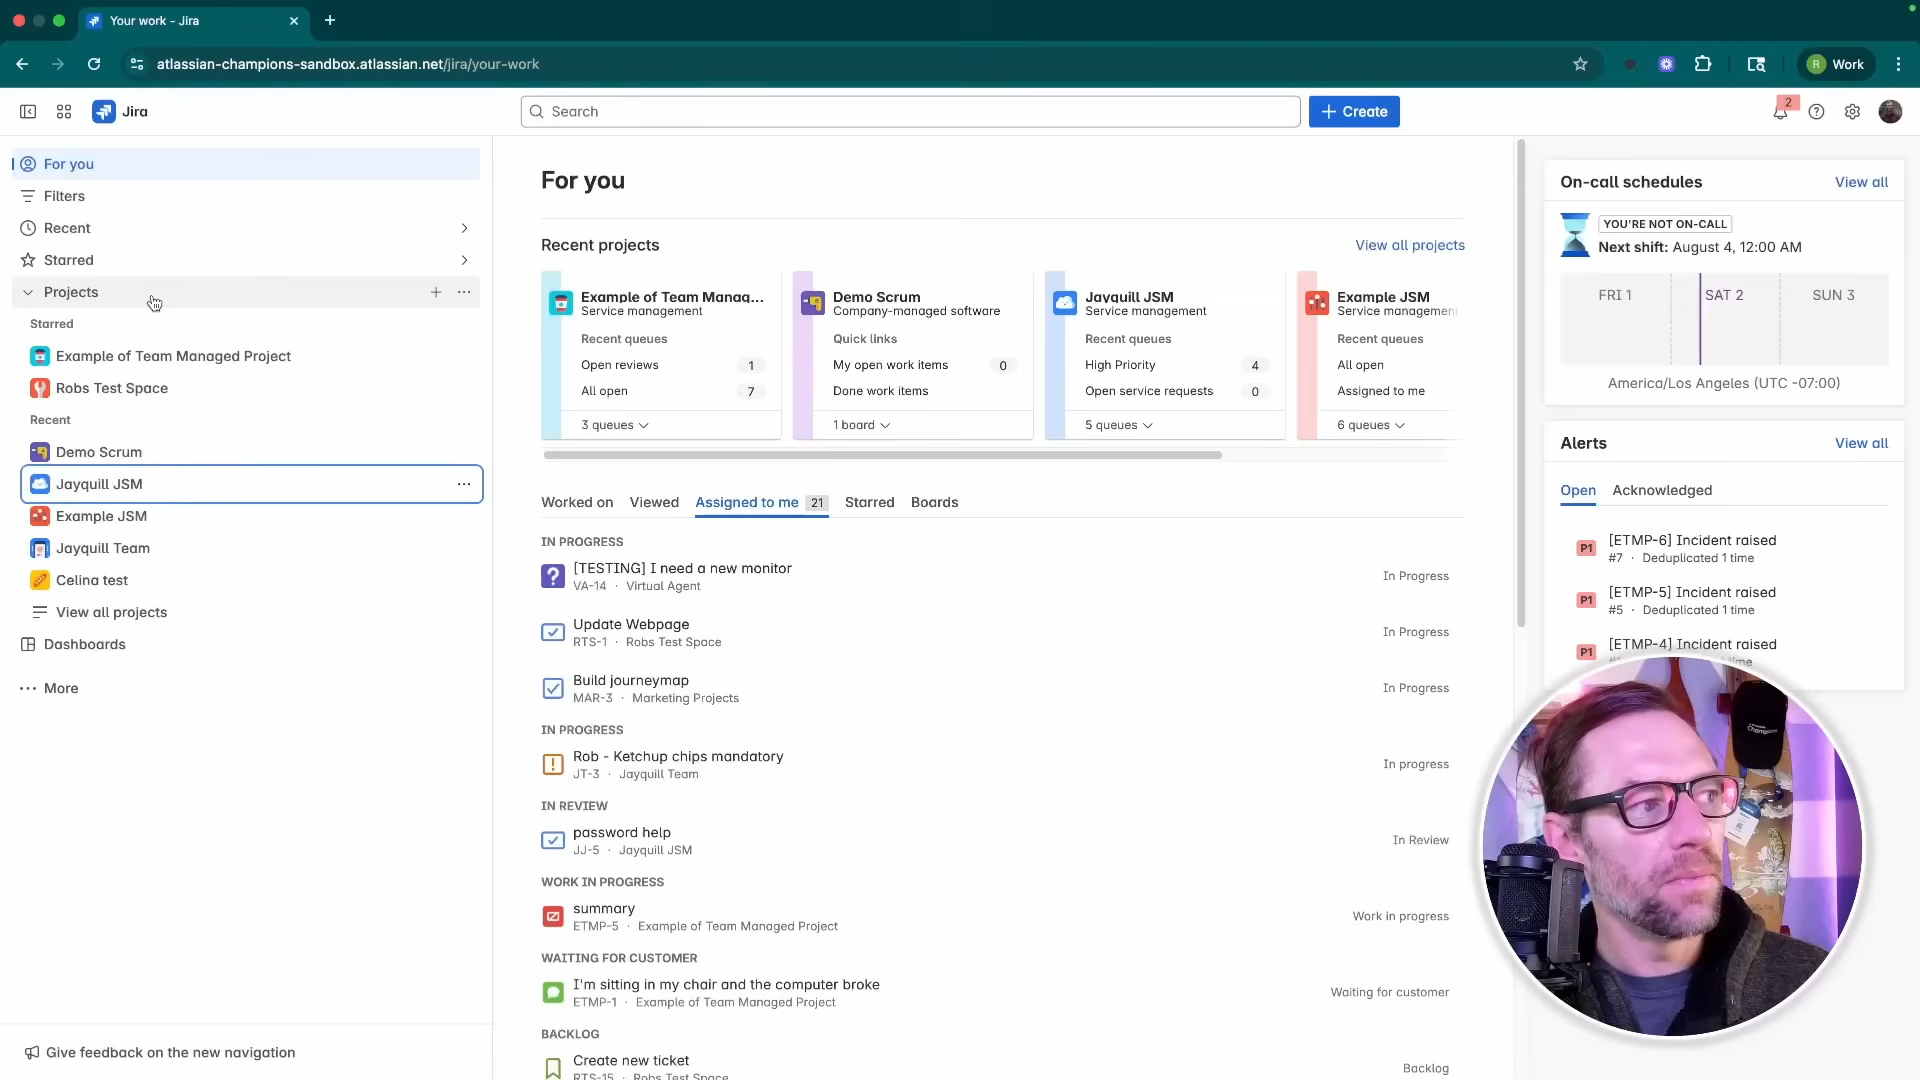 Your work - Jira
atlassian-champions-sandbox.atlassian.net/jira/your-work
R Work
Jira
Search
Create
2
For you
Filters
Recent
Starred
Projects
Starred
Example of Team Managed Project
Robs Test Space
Recent
Demo Scrum
Jayquill JSM
Example JSM
Jayquill Team
Celina test
View all projects
Dashboards
More
Give feedback on the new navigation
For you
Recent projects
View all projects
Example of Team Manag...
Service management
Recent queues
Open reviews 1
All open 7
3 queues
Demo Scrum
Company-managed software
Quick links
My open work items 0
Done work items
1 board
Jayquill JSM
Service management
Recent queues
High Priority 4
Open service requests 0
5 queues
Example JSM
Service management
Recent queues
All open
Assigned to me
6 queues
Worked on Viewed Assigned to me 21 Starred Boards
IN PROGRESS
[TESTING] I need a new monitor
VA-14 · Virtual Agent
In Progress
Update Webpage
RTS-1 · Robs Test Space
In Progress
Build journeymap
MAR-3 · Marketing Projects
In Progress
IN PROGRESS
Rob - Ketchup chips mandatory
JT-3 · Jayquill Team
In progress
IN REVIEW
password help
JJ-5 · Jayquill JSM
In Review
WORK IN PROGRESS
summary
ETMP-5 · Example of Team Managed Project
Work in progress
WAITING FOR CUSTOMER
I'm sitting in my chair and the computer broke
ETMP-1 · Example of Team Managed Project
Waiting for customer
BACKLOG
Create new ticket
RTS-15 · Robs Test Space
Backlog
On-call schedules
View all
YOU'RE NOT ON-CALL
Next shift: August 4, 12:00 AM
FRI 1 SAT 2 SUN 3
America/Los Angeles (UTC -07:00)
Alerts
View all
Open Acknowledged
P1 [ETMP-6] Incident raised
#7 · Deduplicated 1 time
P1 [ETMP-5] Incident raised
#5 · Deduplicated 1 time
P1 [ETMP-4] Incident raised
time